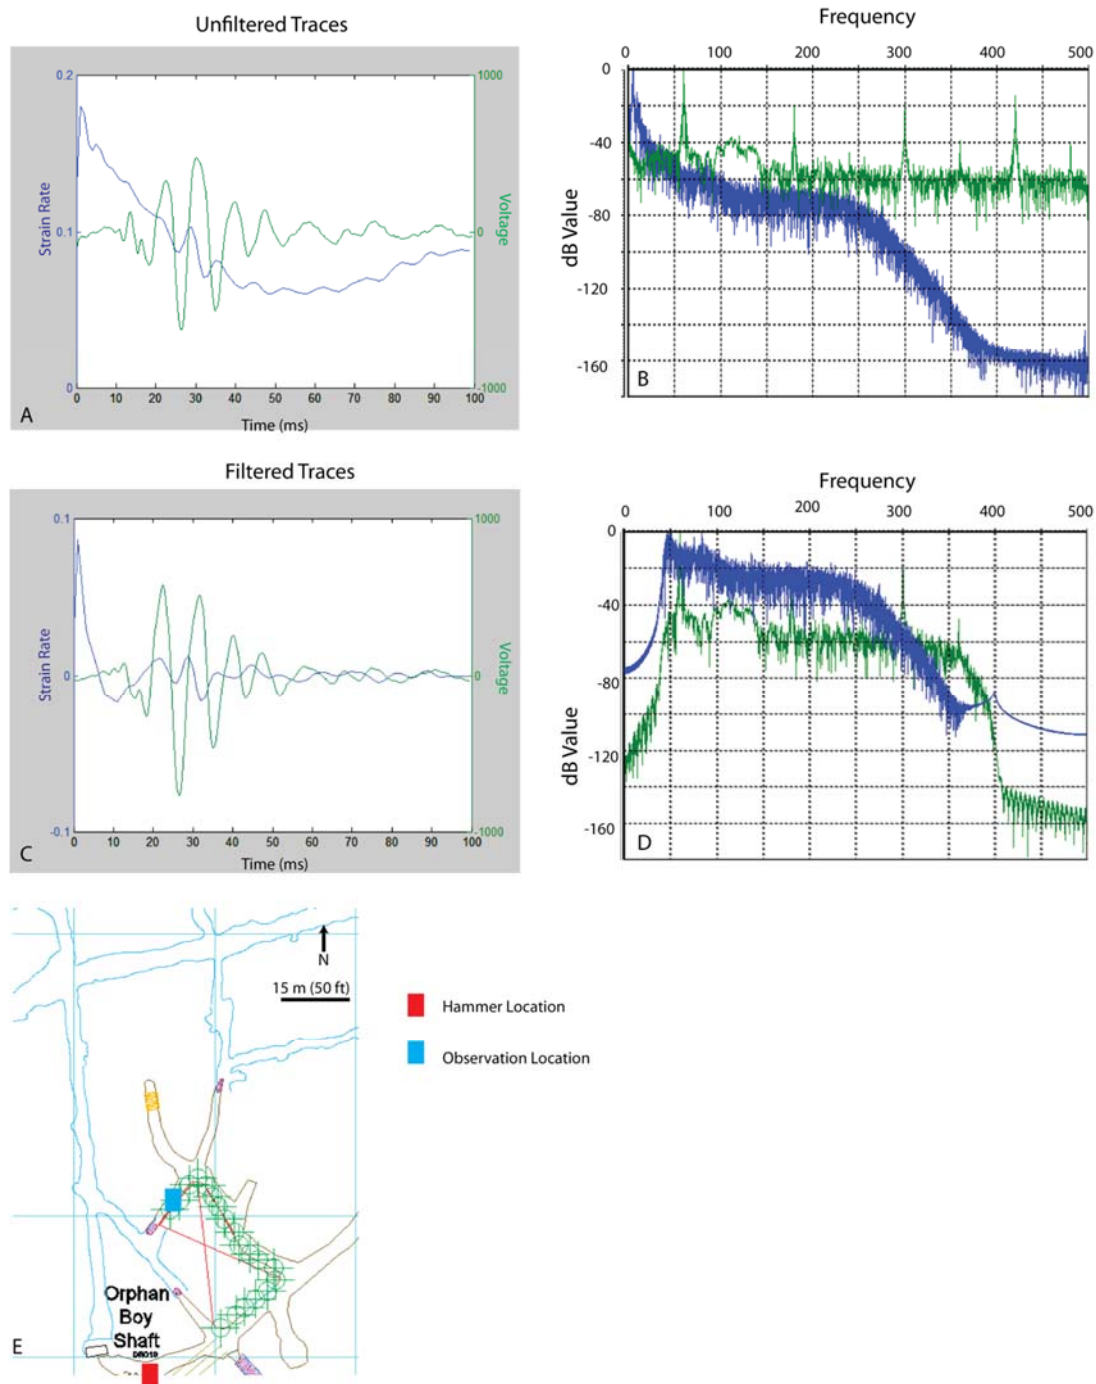 Unfiltered Traces
0.2
0.1
0
Strain Rate
1000
0
-1000
Voltage
0 10 20 30 40 50 60 70 80 90 100
Time (ms)
A
Frequency
0 100 200 300 400 500
0
-40
-80
-120
-160
dB Value
B
Filtered Traces
0.1
0
-0.1
Strain Rate
1000
0
-1000
Voltage
0 10 20 30 40 50 60 70 80 90 100
Time (ms)
C
Frequency
0 100 200 300 400 500
0
-40
-80
-120
-160
dB Value
D
N
15 m (50 ft)
Hammer Location
Observation Location
Orphan
Boy
Shaft
E